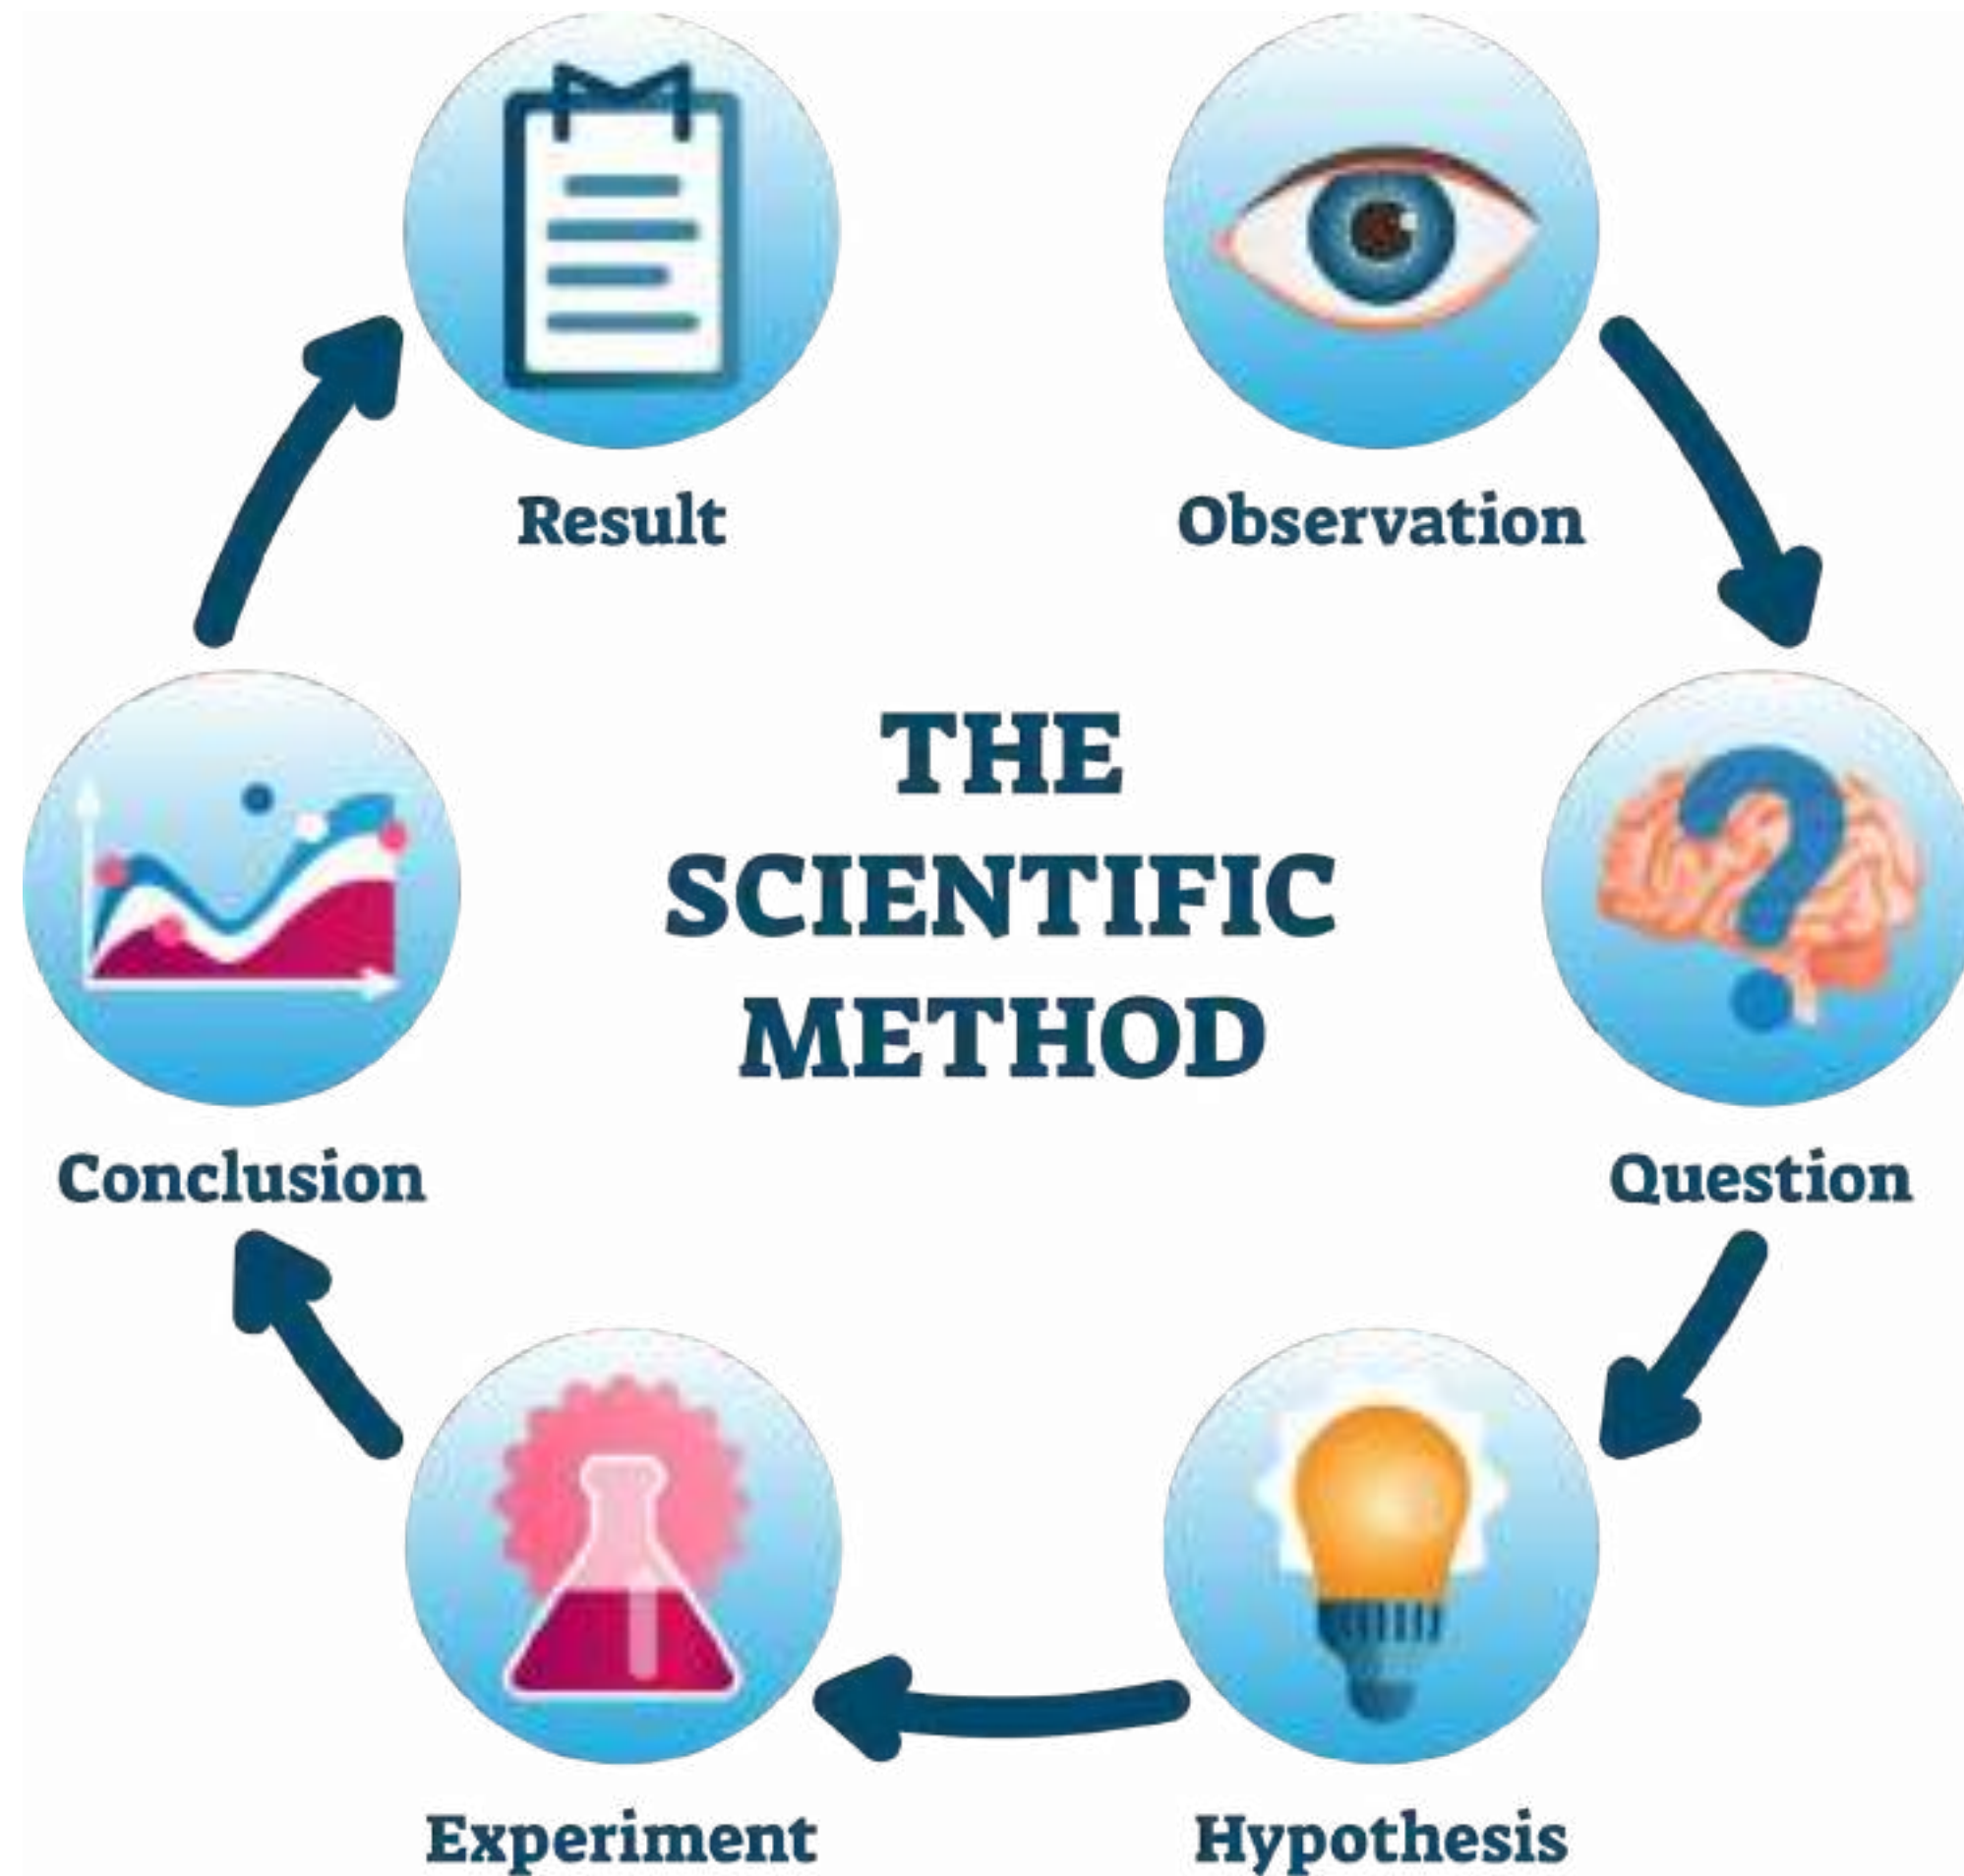 Result
Observation
THE
SCIENTIFIC
METHOD
Conclusion
Question
Experiment
Hypothesis